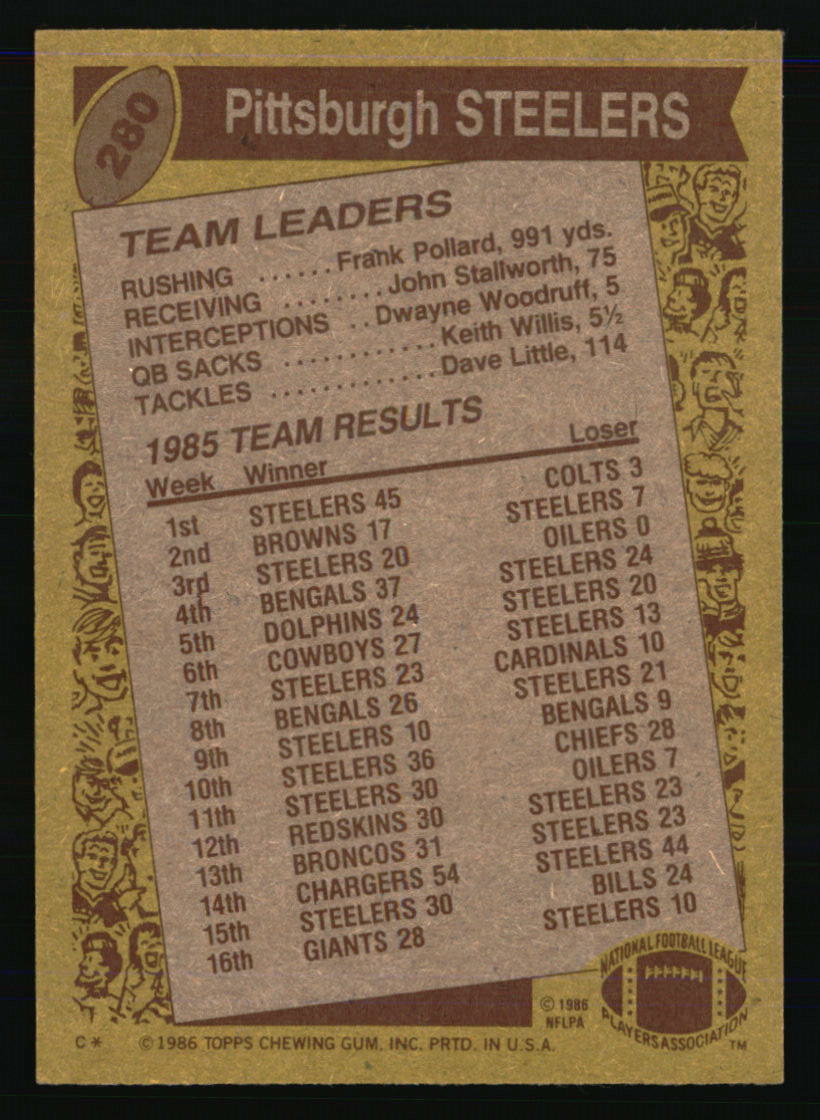 280
Pittsburgh STEELERS
TEAM LEADERS
RUSHING ...... Frank Pollard, 991 yds.
RECEIVING ........ John Stallworth, 75
INTERCEPTIONS .. Dwayne Woodruff, 5
QB SACKS ........... Keith Willis, 5½
TACKLES ............ Dave Little, 114
1985 TEAM RESULTS
Week Winner Loser
1st STEELERS 45 COLTS 3
2nd BROWNS 17 STEELERS 7
3rd STEELERS 20 OILERS 0
4th BENGALS 37 STEELERS 24
5th DOLPHINS 24 STEELERS 20
6th COWBOYS 27 STEELERS 13
7th STEELERS 23 CARDINALS 10
8th BENGALS 26 STEELERS 21
9th STEELERS 10 BENGALS 9
10th STEELERS 36 CHIEFS 28
11th STEELERS 30 OILERS 7
12th REDSKINS 30 STEELERS 23
13th BRONCOS 31 STEELERS 23
14th CHARGERS 54 STEELERS 44
15th STEELERS 30 BILLS 24
16th GIANTS 28 STEELERS 10
NATIONAL FOOTBALL LEAGUE
PLAYERS ASSOCIATION
TM
© 1986
NFLPA
C* © 1986 TOPPS CHEWING GUM, INC. PRTD. IN U.S.A.